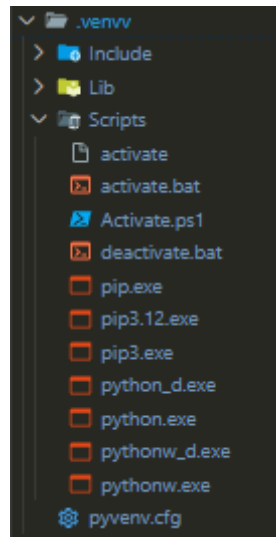 .venvv
Include
Lib
Scripts
activate
activate.bat
Activate.ps1
deactivate.bat
pip.exe
pip3.12.exe
pip3.exe
python_d.exe
python.exe
pythonw_d.exe
pythonw.exe
pyvenv.cfg